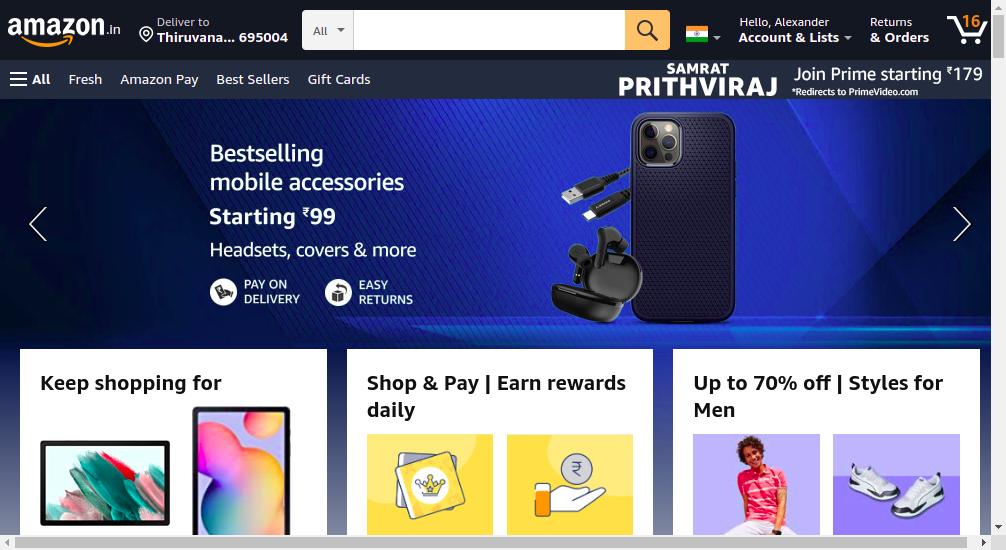 amazon.in
Deliver to
Thiruvana... 695004
All
Hello, Alexander
Account & Lists
Returns
& Orders
16
All
Fresh
Amazon Pay
Best Sellers
Gift Cards
SAMRAT
PRITHVIRAJ
Join Prime starting ₹179
*Redirects to PrimeVideo.com
Bestselling
mobile accessories
Starting ₹99
Headsets, covers & more
PAY ON
DELIVERY
EASY
RETURNS
Keep shopping for
Shop & Pay | Earn rewards
daily
₹
Up to 70% off | Styles for
Men